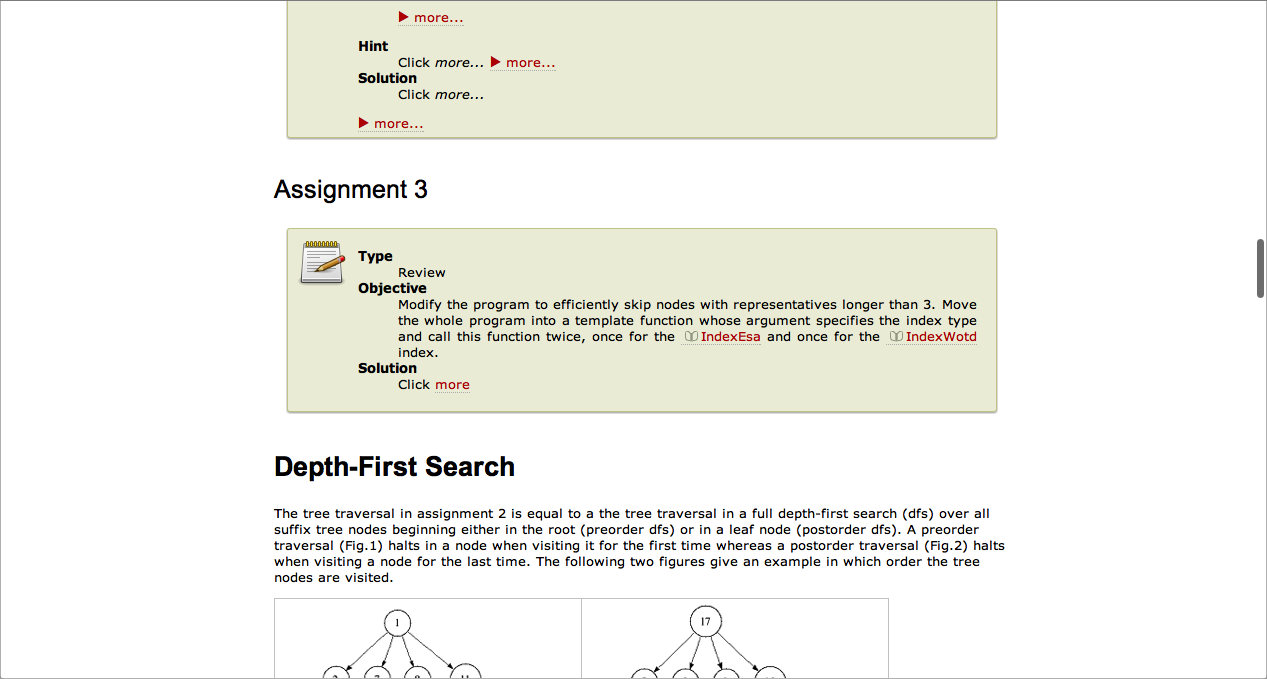 ▶ more...
Hint
Click more... ▶ more...
Solution
Click more...
▶ more...
Assignment 3
Type
Review
Objective
Modify the program to efficiently skip nodes with representatives longer than 3. Move
the whole program into a template function whose argument specifies the index type
and call this function twice, once for the IndexEsa and once for the IndexWotd
index.
Solution
Click more
Depth-First Search
The tree traversal in assignment 2 is equal to a the tree traversal in a full depth-first search (dfs) over all
suffix tree nodes beginning either in the root (preorder dfs) or in a leaf node (postorder dfs). A preorder
traversal (Fig.1) halts in a node when visiting it for the first time whereas a postorder traversal (Fig.2) halts
when visiting a node for the last time. The following two figures give an example in which order the tree
nodes are visited.
1
17